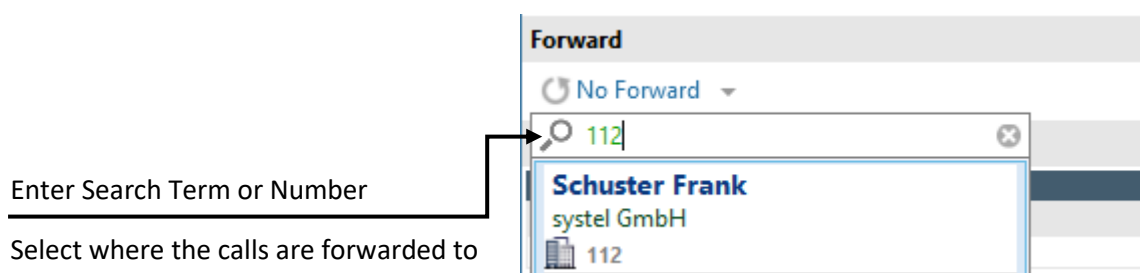 Forward
No Forward
112
Enter Search Term or Number
Schuster Frank
systel GmbH
Select where the calls are forwarded to
112